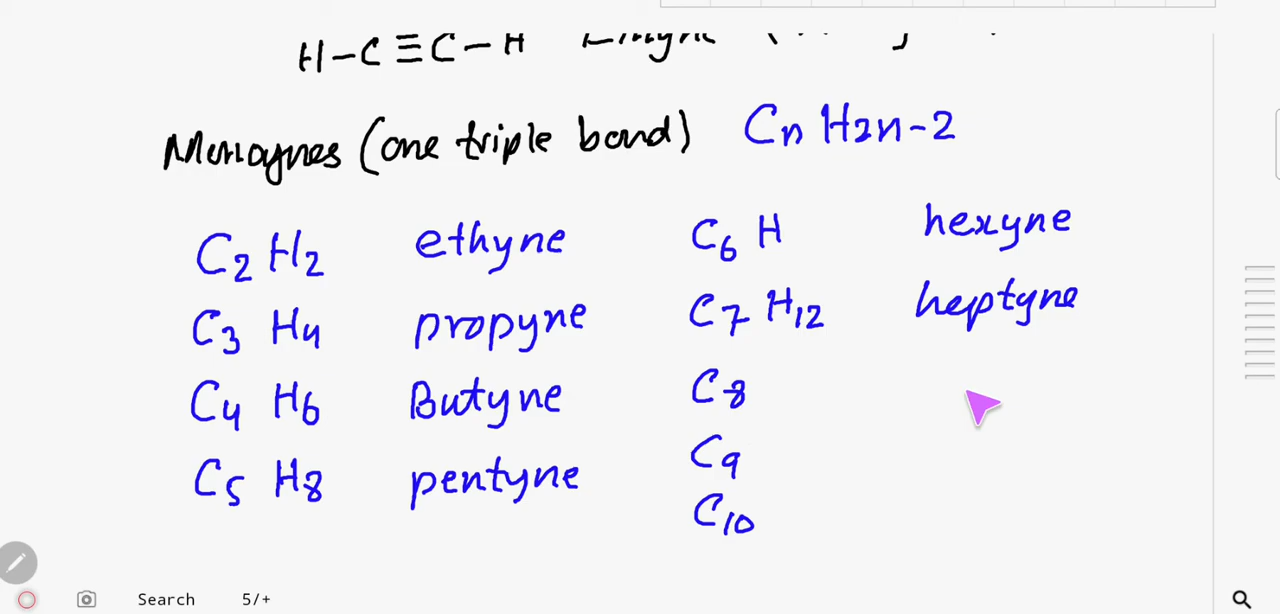 H–C≡C–H
(one triple bond) CnH2n-2
C2H2 ethyne C6H hexyne
C3H4 propyne C7H12 heptyne
C4H6 Butyne C8
C5H8 pentyne C9
C10
Search 5/+